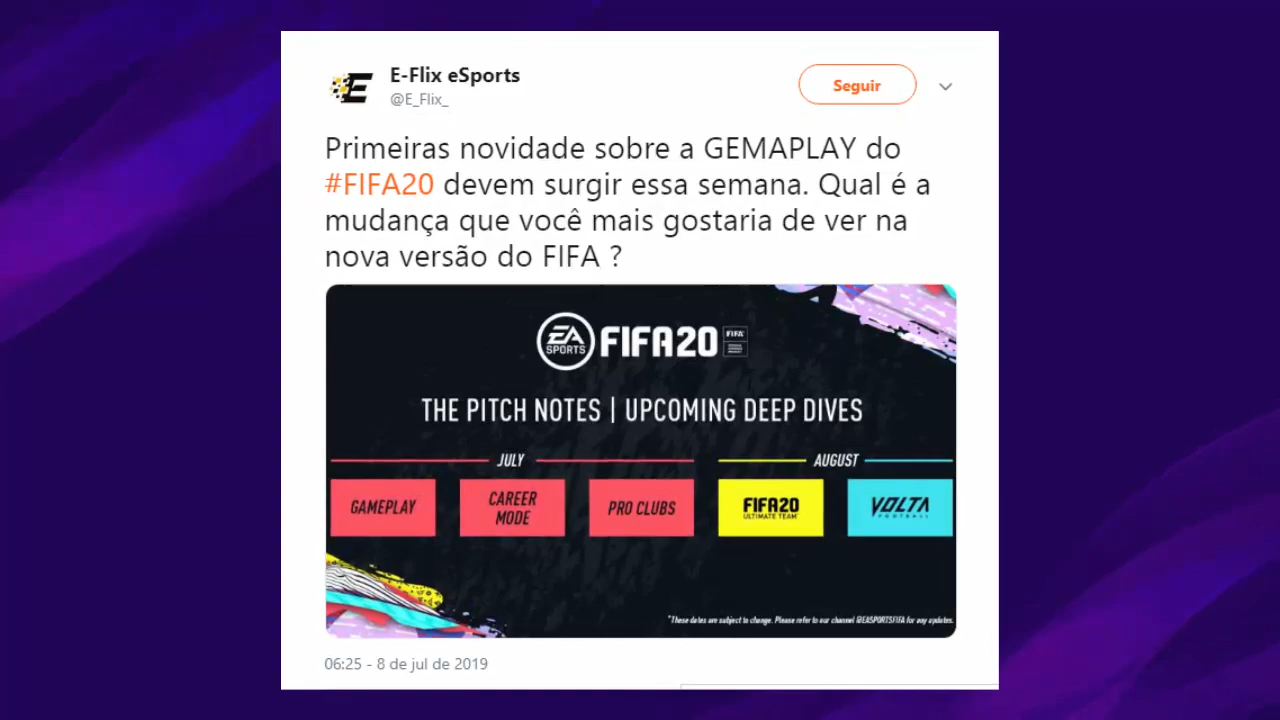 E-Flix eSports
@E_Flix_
Seguir
Primeiras novidade sobre a GEMAPLAY do
#FIFA20 devem surgir essa semana. Qual é a
mudança que você mais gostaria de ver na
nova versão do FIFA ?
EA SPORTS FIFA20 FIFA
THE PITCH NOTES | UPCOMING DEEP DIVES
JULY AUGUST
GAMEPLAY
CAREER
MODE
PRO CLUBS
FIFA20
ULTIMATE TEAM
VOLTA
FOOTBALL
*These dates are subject to change. Please refer to our channel @EASPORTSFIFA for any updates.
06:25 - 8 de jul de 2019